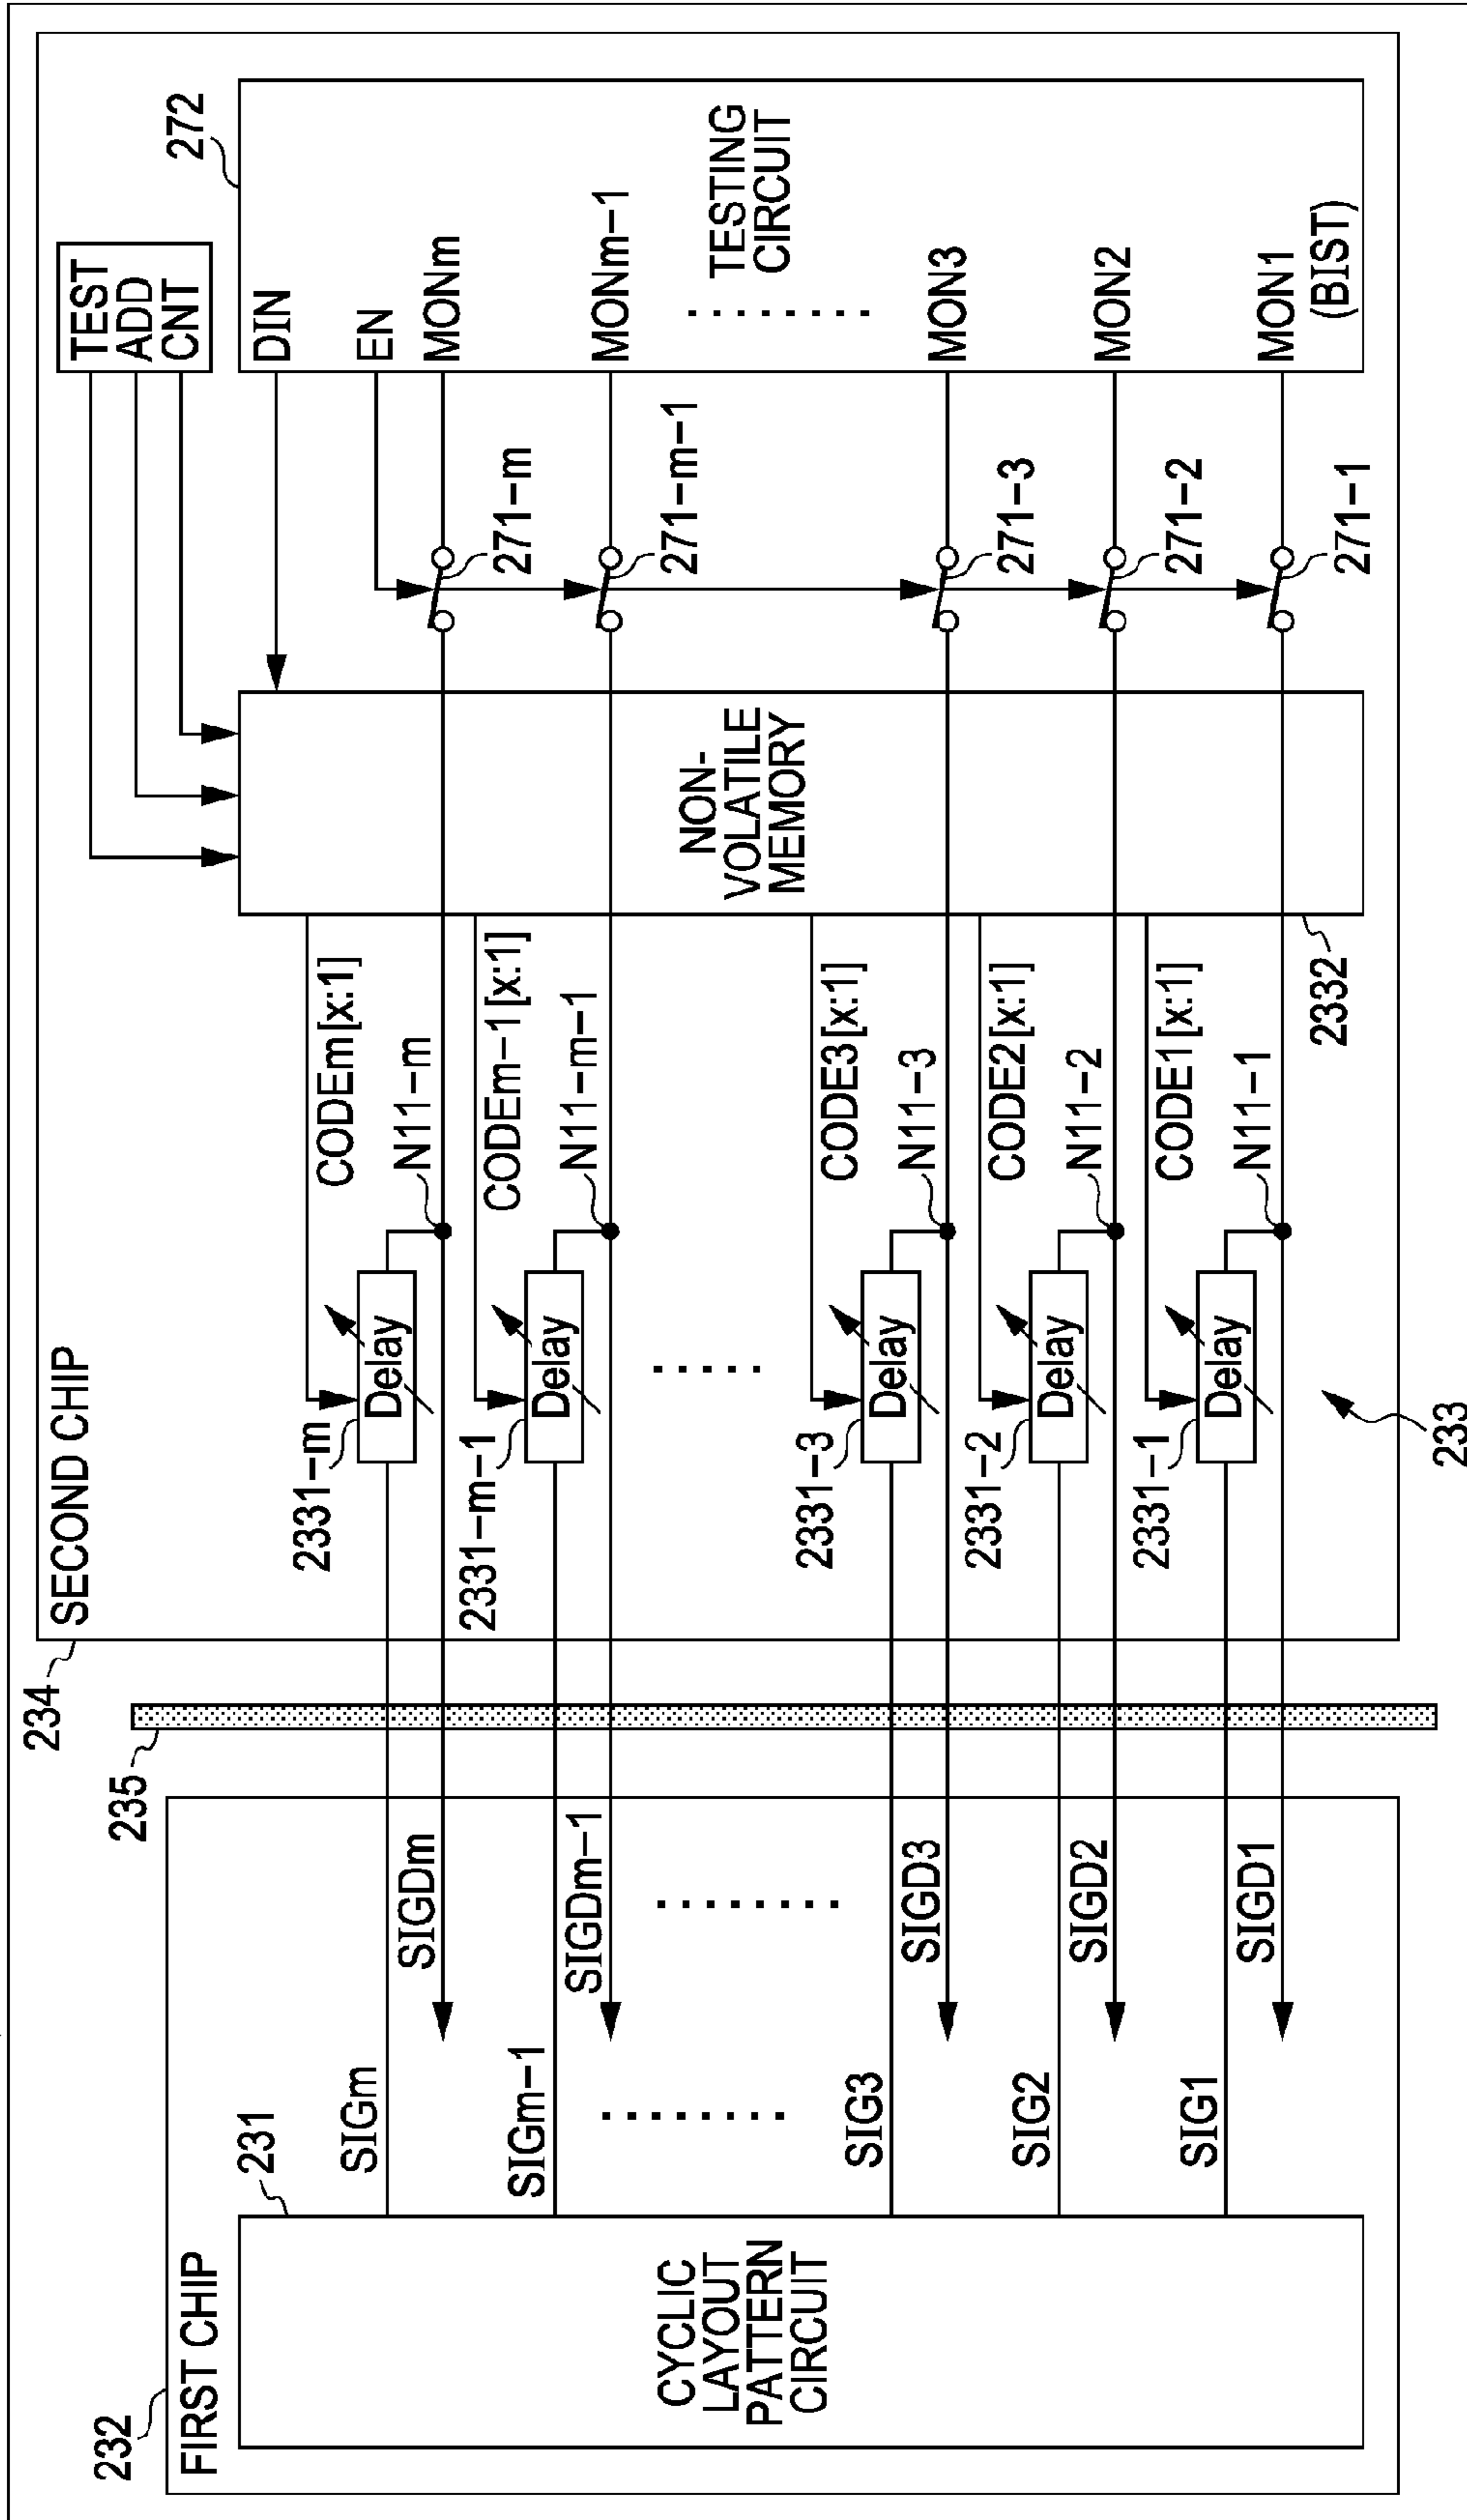 234
SECOND CHIP
TEST
ADD
CNT
272
DIN
EN
MONm
MONm-1
MON3
MON2
MON1
(BIST)
TESTING
CIRCUIT
271-m
271-m-1
271-3
271-2
271-1
NON-
VOLATILE
MEMORY
2332
CODEm[x:1]
N11-m
CODEm-1[x:1]
N11-m-1
CODE3[x:1]
N11-3
CODE2[x:1]
N11-2
CODE1[x:1]
N11-1
2331-m
Delay
2331-m-1
Delay
2331-3
Delay
2331-2
Delay
2331-1
Delay
233
235
232
FIRST CHIP
231
CYCLIC
LAYOUT
PATTERN
CIRCUIT
SIGm
SIGDm
SIGm-1
SIGDm-1
SIG3
SIGD3
SIG2
SIGD2
SIG1
SIGD1